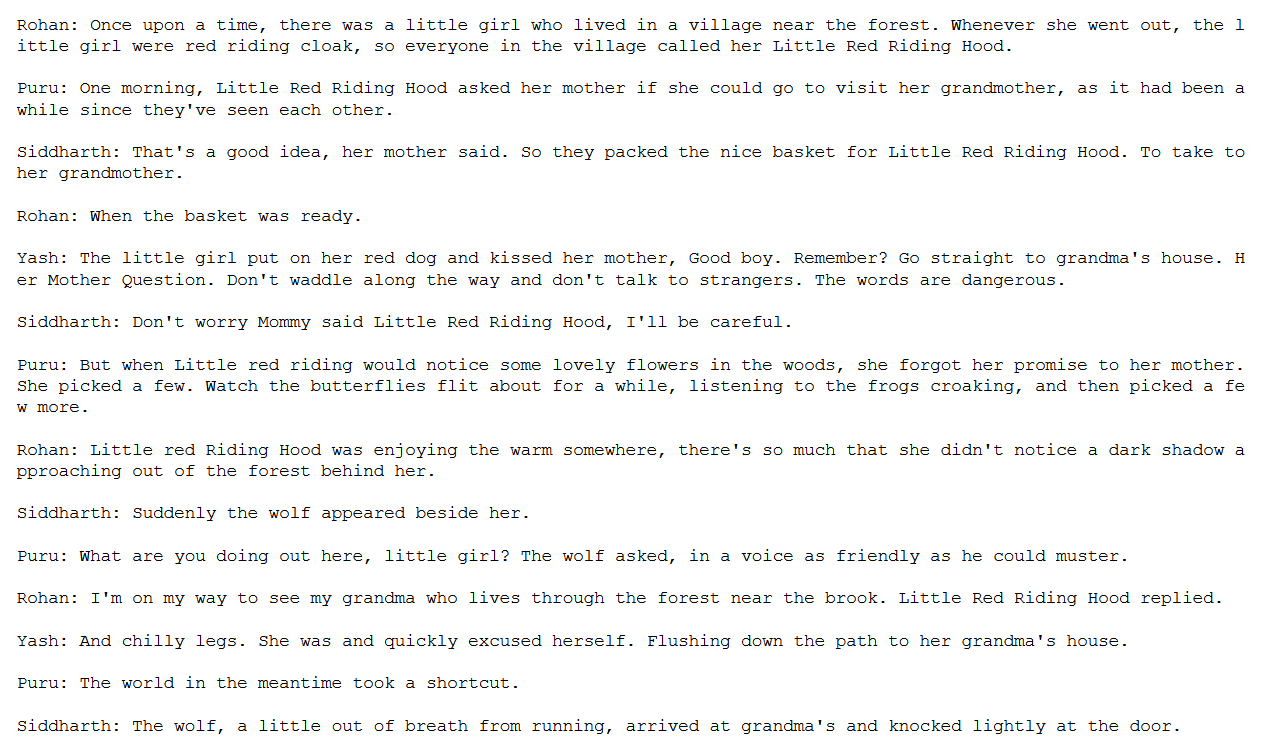 Rohan: Once upon a time, there was a little girl who lived in a village near the forest. Whenever she went out, the l
ittle girl were red riding cloak, so everyone in the village called her Little Red Riding Hood.
Puru: One morning, Little Red Riding Hood asked her mother if she could go to visit her grandmother, as it had been a
while since they've seen each other.
Siddharth: That's a good idea, her mother said. So they packed the nice basket for Little Red Riding Hood. To take to
her grandmother.
Rohan: When the basket was ready.
Yash: The little girl put on her red dog and kissed her mother, Good boy. Remember? Go straight to grandma's house. H
er Mother Question. Don't waddle along the way and don't talk to strangers. The words are dangerous.
Siddharth: Don't worry Mommy said Little Red Riding Hood, I'll be careful.
Puru: But when Little red riding would notice some lovely flowers in the woods, she forgot her promise to her mother.
She picked a few. Watch the butterflies flit about for a while, listening to the frogs croaking, and then picked a fe
w more.
Rohan: Little red Riding Hood was enjoying the warm somewhere, there's so much that she didn't notice a dark shadow a
pproaching out of the forest behind her.
Siddharth: Suddenly the wolf appeared beside her.
Puru: What are you doing out here, little girl? The wolf asked, in a voice as friendly as he could muster.
Rohan: I'm on my way to see my grandma who lives through the forest near the brook. Little Red Riding Hood replied.
Yash: And chilly legs. She was and quickly excused herself. Flushing down the path to her grandma's house.
Puru: The world in the meantime took a shortcut.
Siddharth: The wolf, a little out of breath from running, arrived at grandma's and knocked lightly at the door.